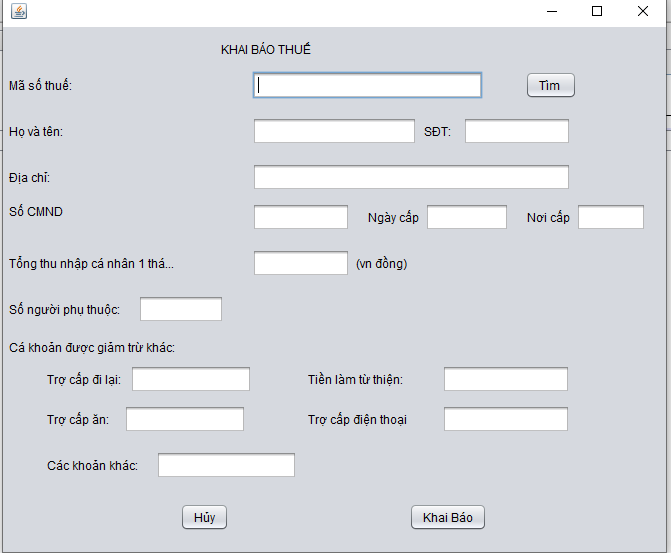 KHAI BÁO THUẾ
Mã số thuế: Tìm
Họ và tên: SĐT:
Địa chỉ:
Số CMND Ngày cấp Nơi cấp
Tổng thu nhập cá nhân 1 thá... (vn đồng)
Số người phụ thuộc:
Cá khoản được giảm trừ khác:
Trợ cấp đi lại: Tiền làm từ thiện:
Trợ cấp ăn: Trợ cấp điện thoại
Các khoản khác:
Hủy Khai Báo